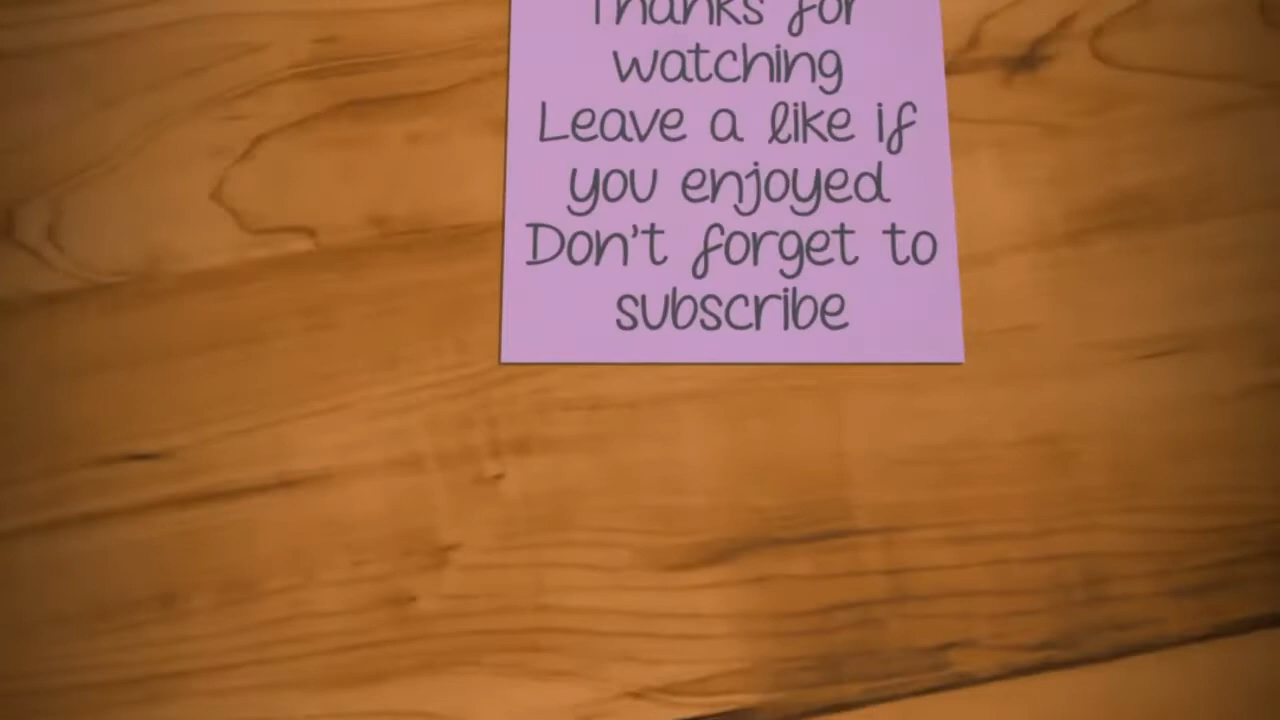 Thanks for
watching
Leave a like if
you enjoyed
Don't forget to
subscribe